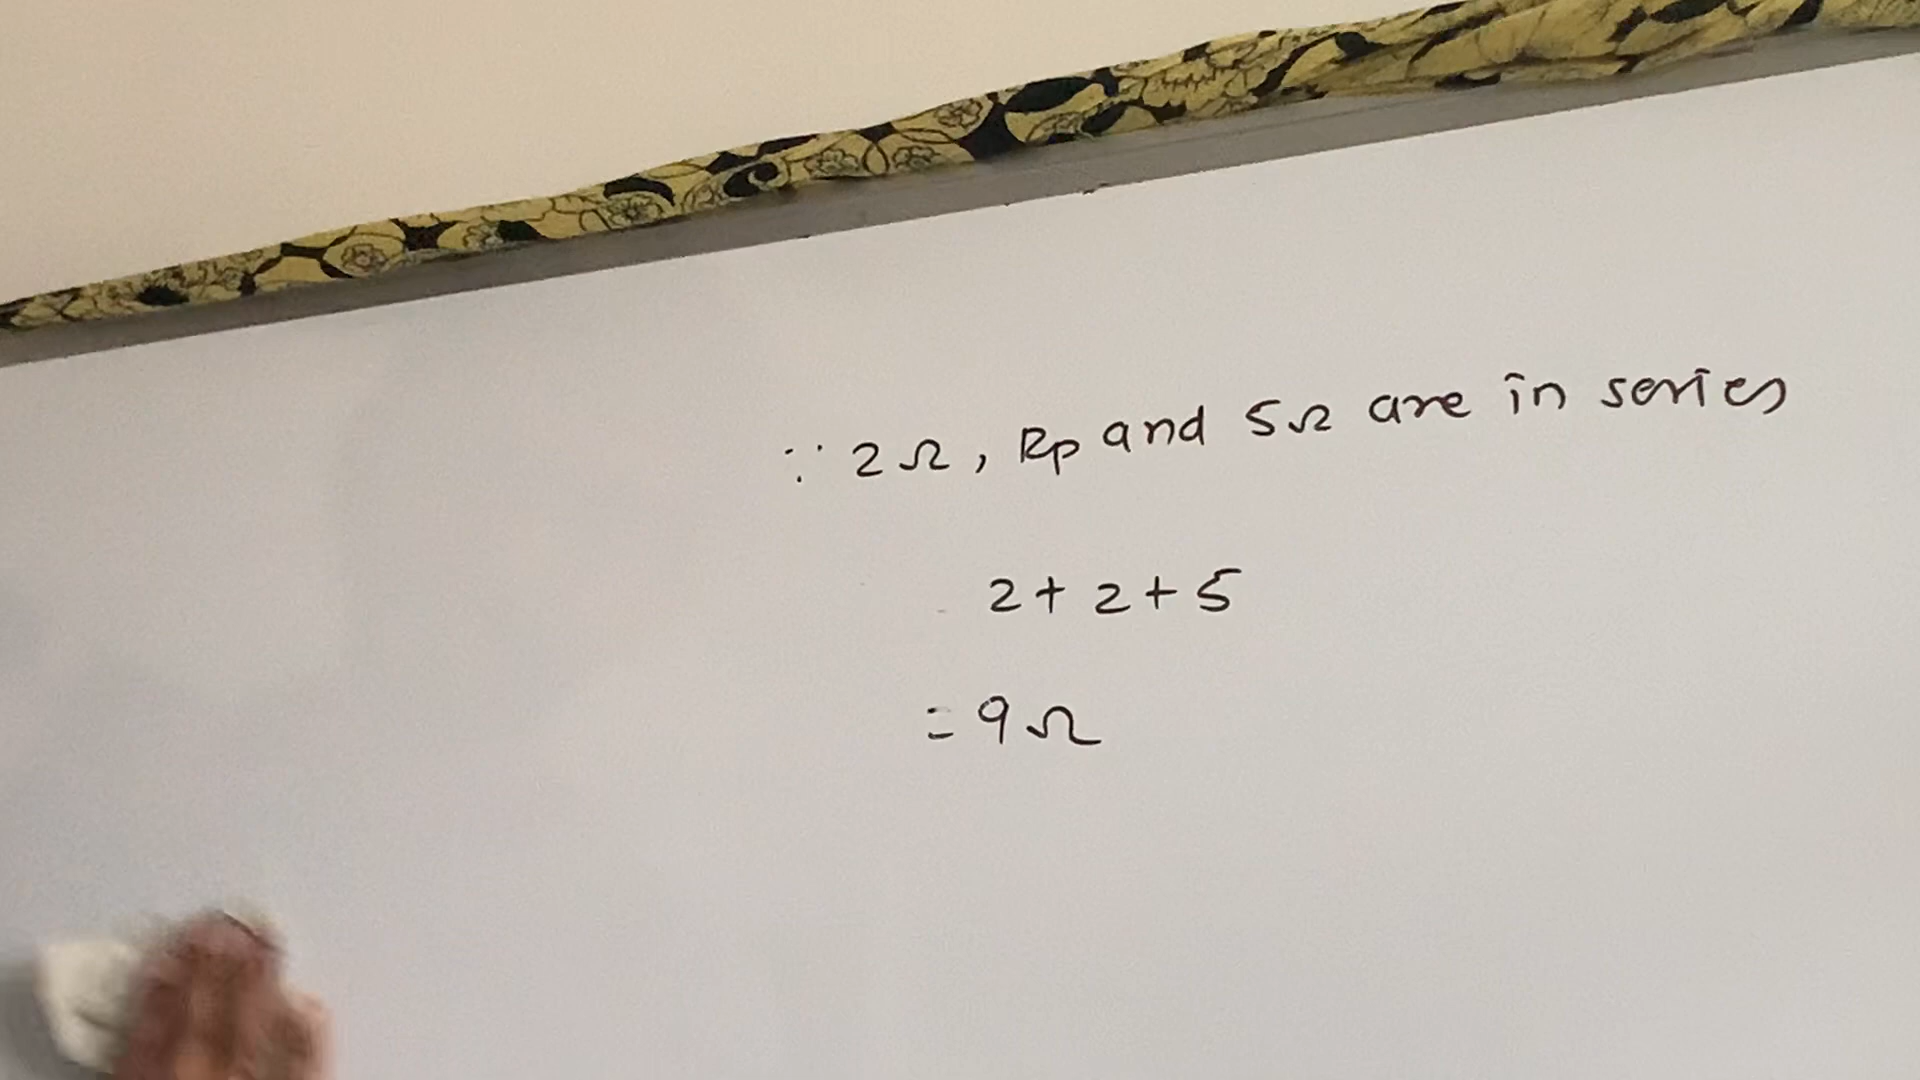 ∵ 2Ω, Rp and 5Ω are in series
2 + 2 + 5
= 9Ω